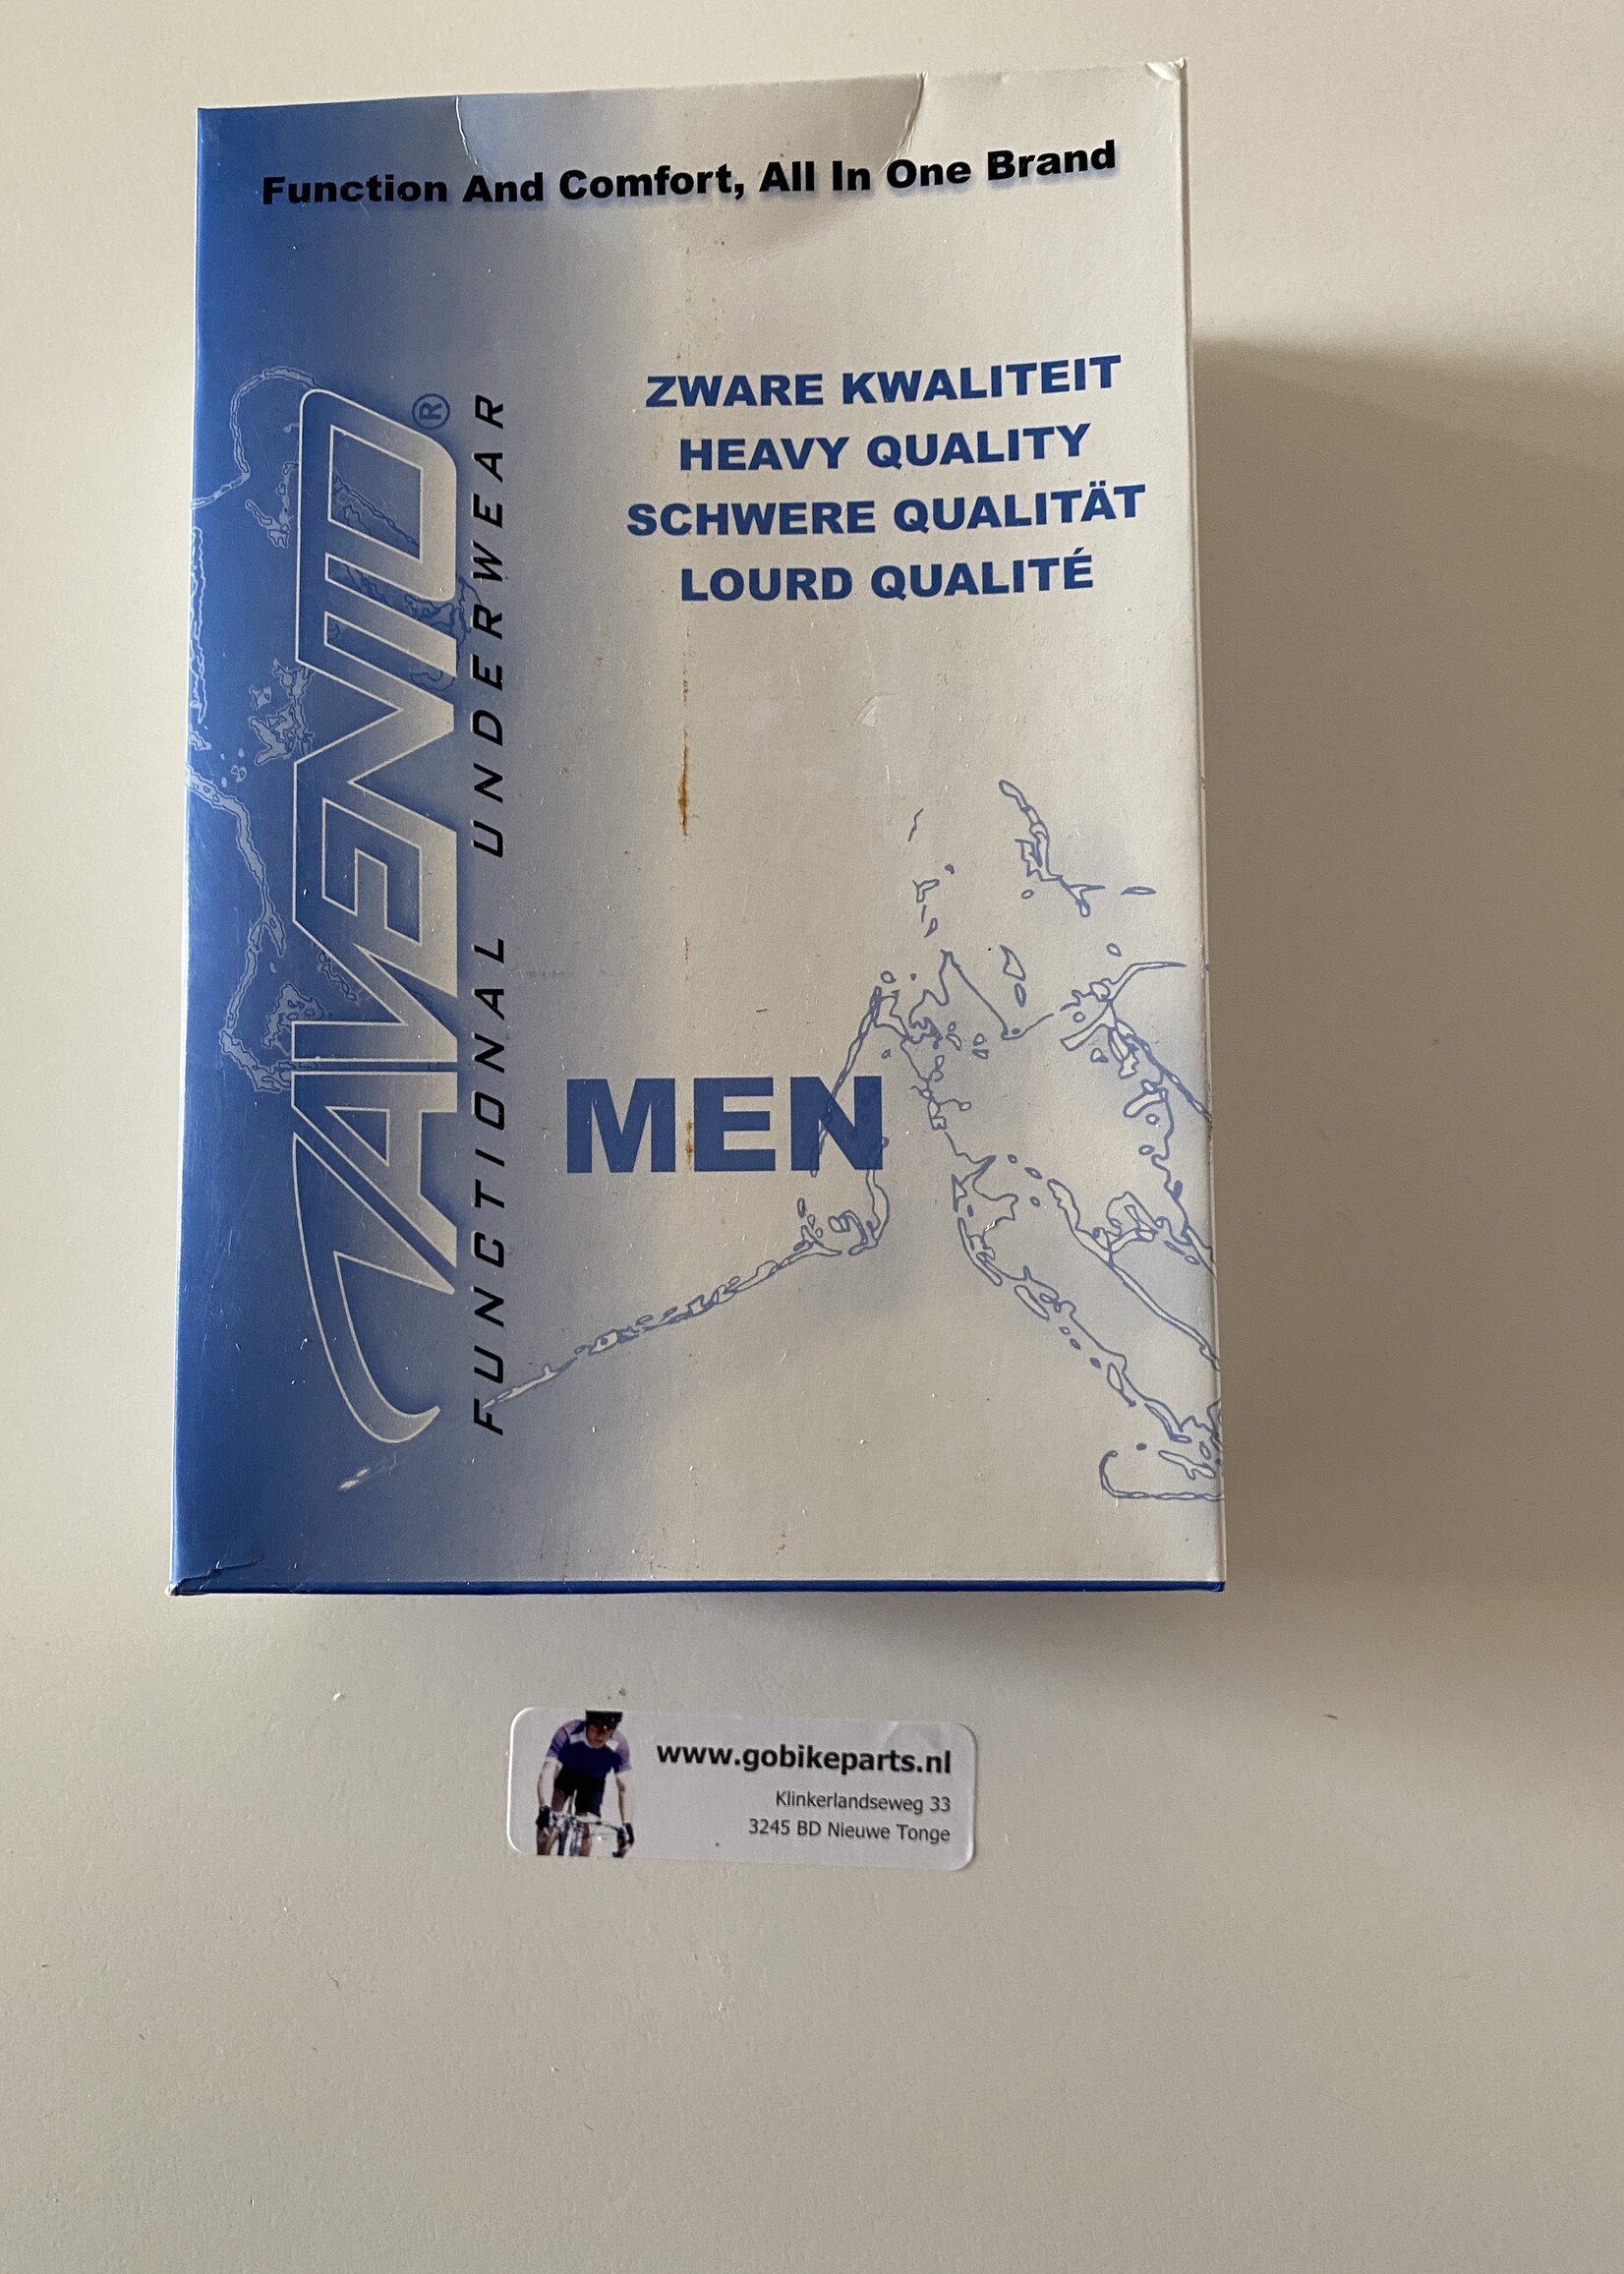 Function And Comfort, All In One Brand
ZWARE KWALITEIT
HEAVY QUALITY
SCHWERE QUALITÄT
LOURD QUALITÉ
AVENTO®
FUNCTIONAL UNDERWEAR
MEN
www.gobikeparts.nl
Klinkerlandseweg 33
3245 BD Nieuwe Tonge